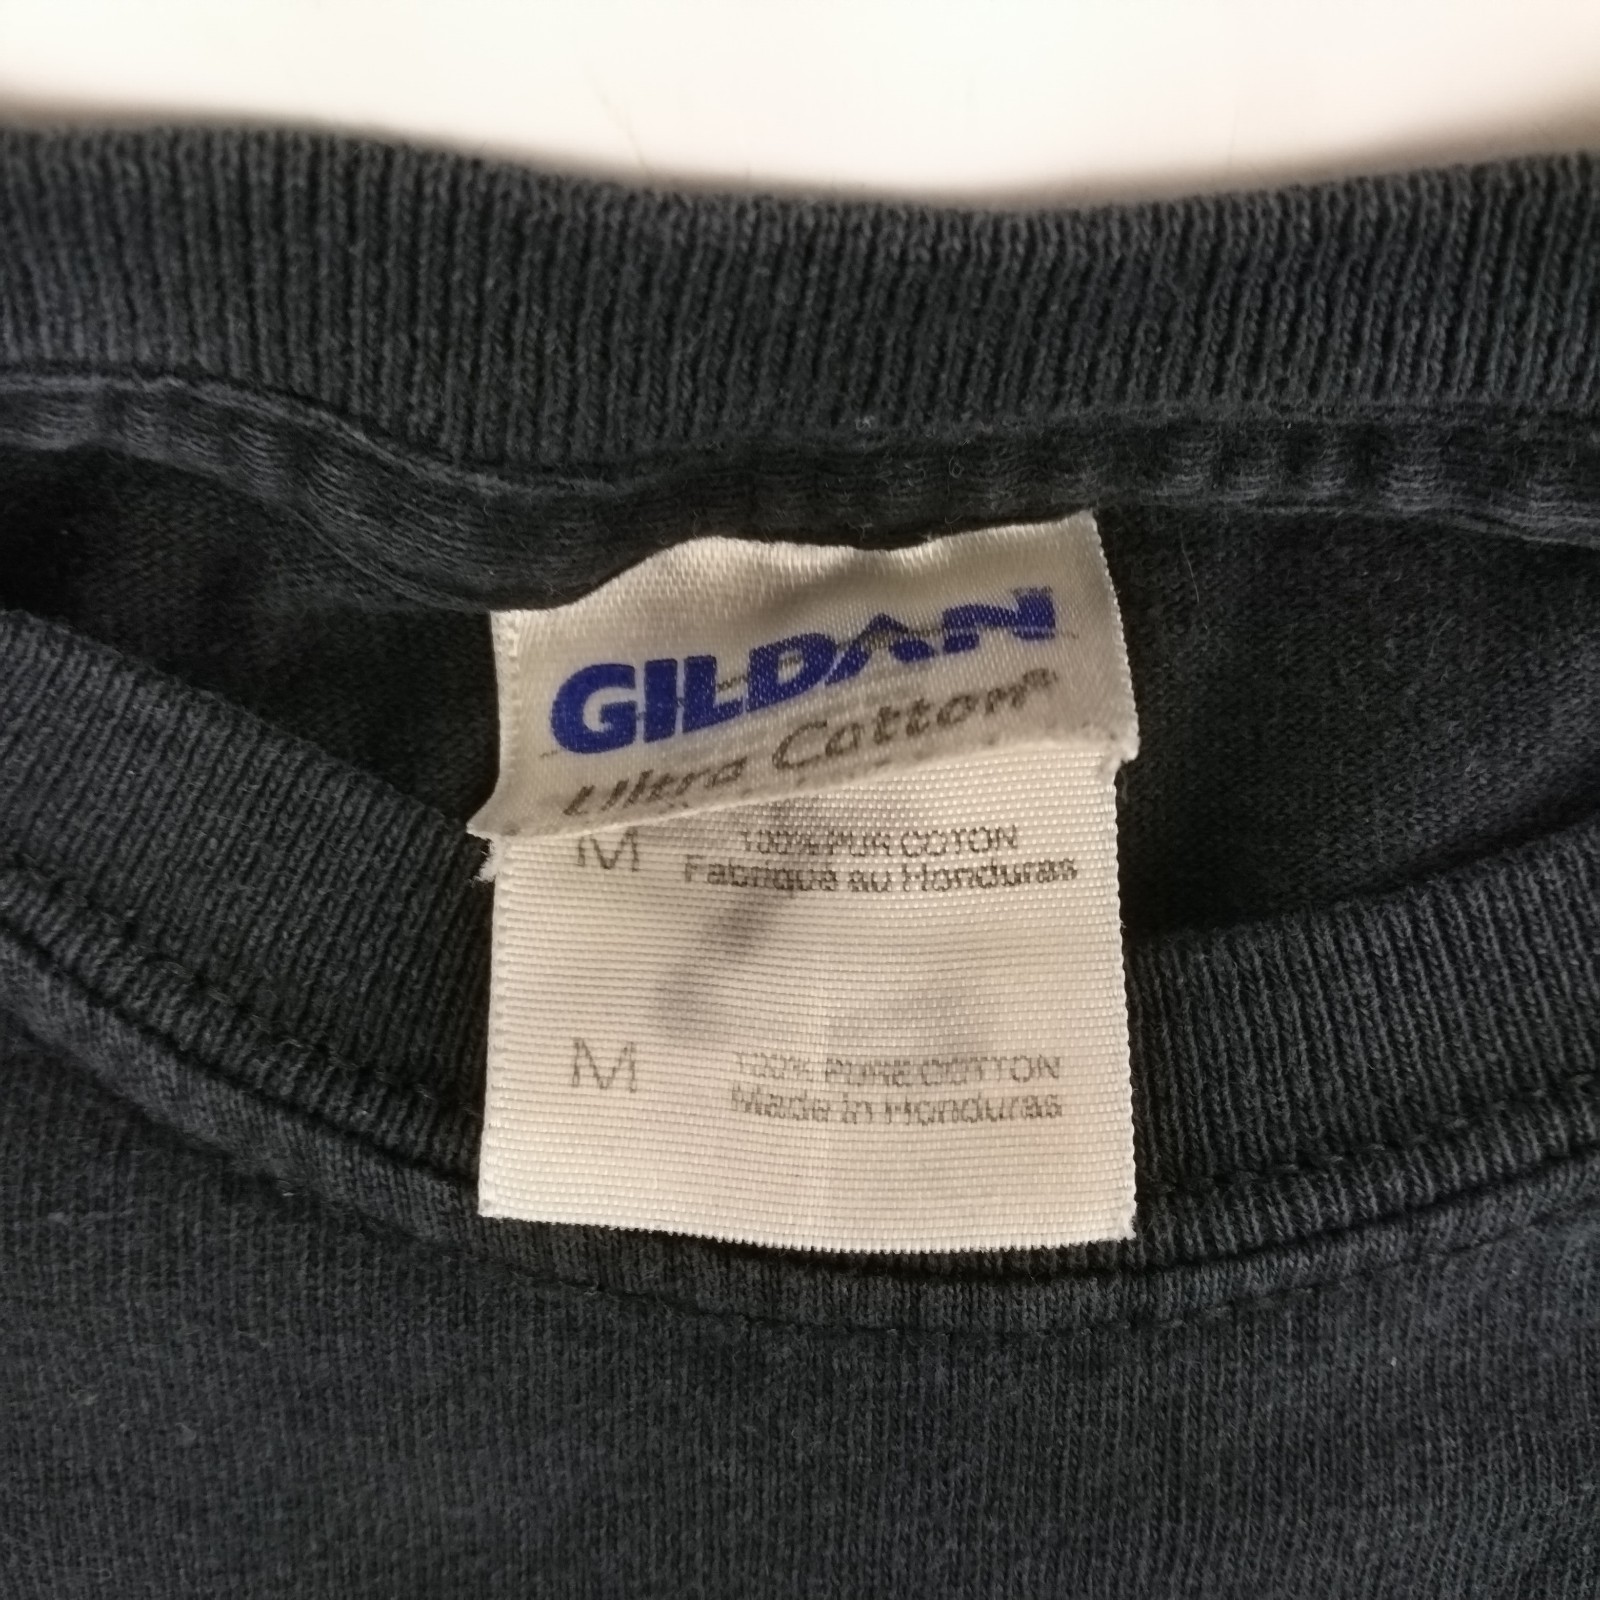 GILDAN
Ultra Cotton®
M 100% PUR COTON
Fabriqué au Honduras
M 100% PURE COTTON
Made in Honduras